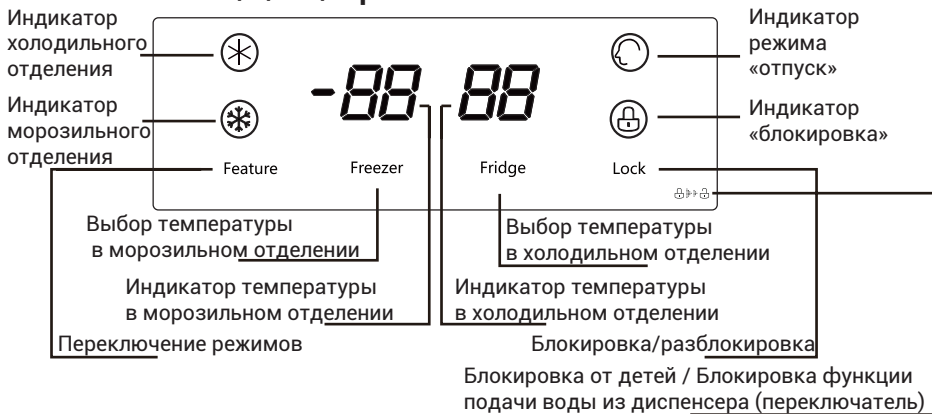 Индикатор
холодильного
отделения
Индикатор
режима
«отпуск»
-88 88
Индикатор
морозильного
отделения
Индикатор
«блокировка»
Feature Freezer Fridge Lock
Выбор температуры
в морозильном отделении
Выбор температуры
в холодильном отделении
Индикатор температуры
в морозильном отделении
Индикатор температуры
в холодильном отделении
Переключение режимов
Блокировка/разблокировка
Блокировка от детей / Блокировка функции
подачи воды из диспенсера (переключатель)